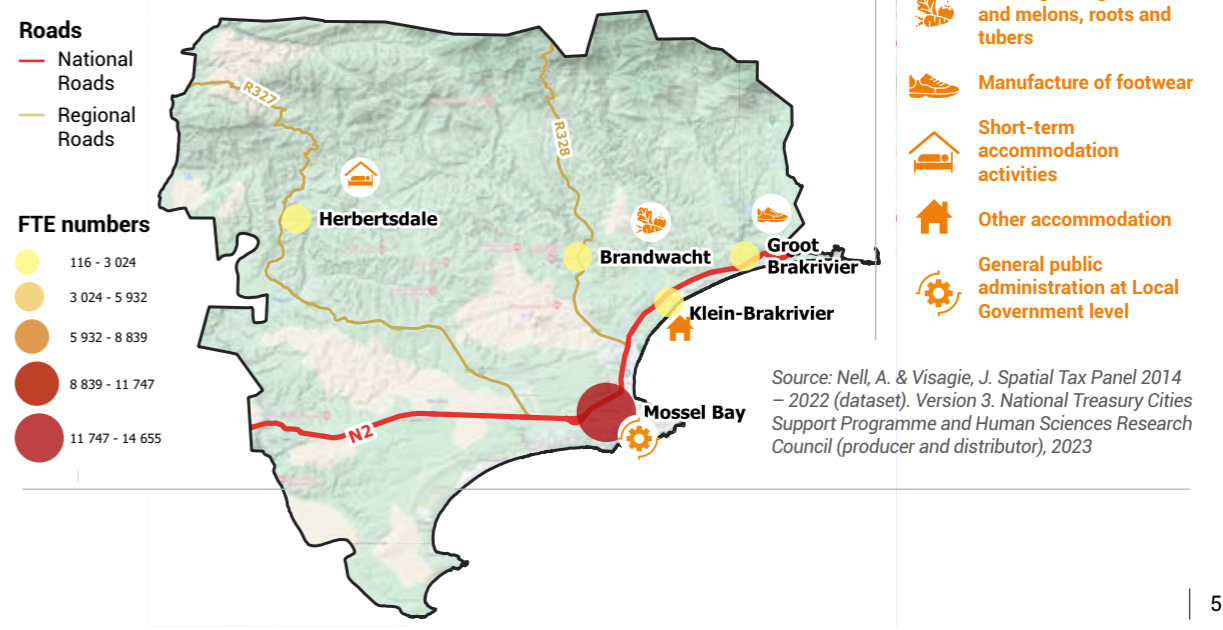 Roads
National
Roads
Regional
Roads
FTE numbers
116 - 3 024
3 024 - 5 932
5 932 - 8 839
8 839 - 11 747
11 747 - 14 655
R327
R328
Herbertsdale
Brandwacht
Groot
Brakrivier
Klein-Brakrivier
Mossel Bay
N2
and melons, roots and
tubers
Manufacture of footwear
Short-term
accommodation
activities
Other accommodation
General public
administration at Local
Government level
Source: Nell, A. & Visagie, J. Spatial Tax Panel 2014
– 2022 (dataset). Version 3. National Treasury Cities
Support Programme and Human Sciences Research
Council (producer and distributor), 2023
5